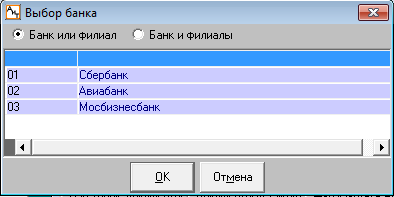 Выбор банка
Банк или филиал Банк и филиалы
01 Сбербанк
02 Авиабанк
03 Мосбизнесбанк
OK Отмена